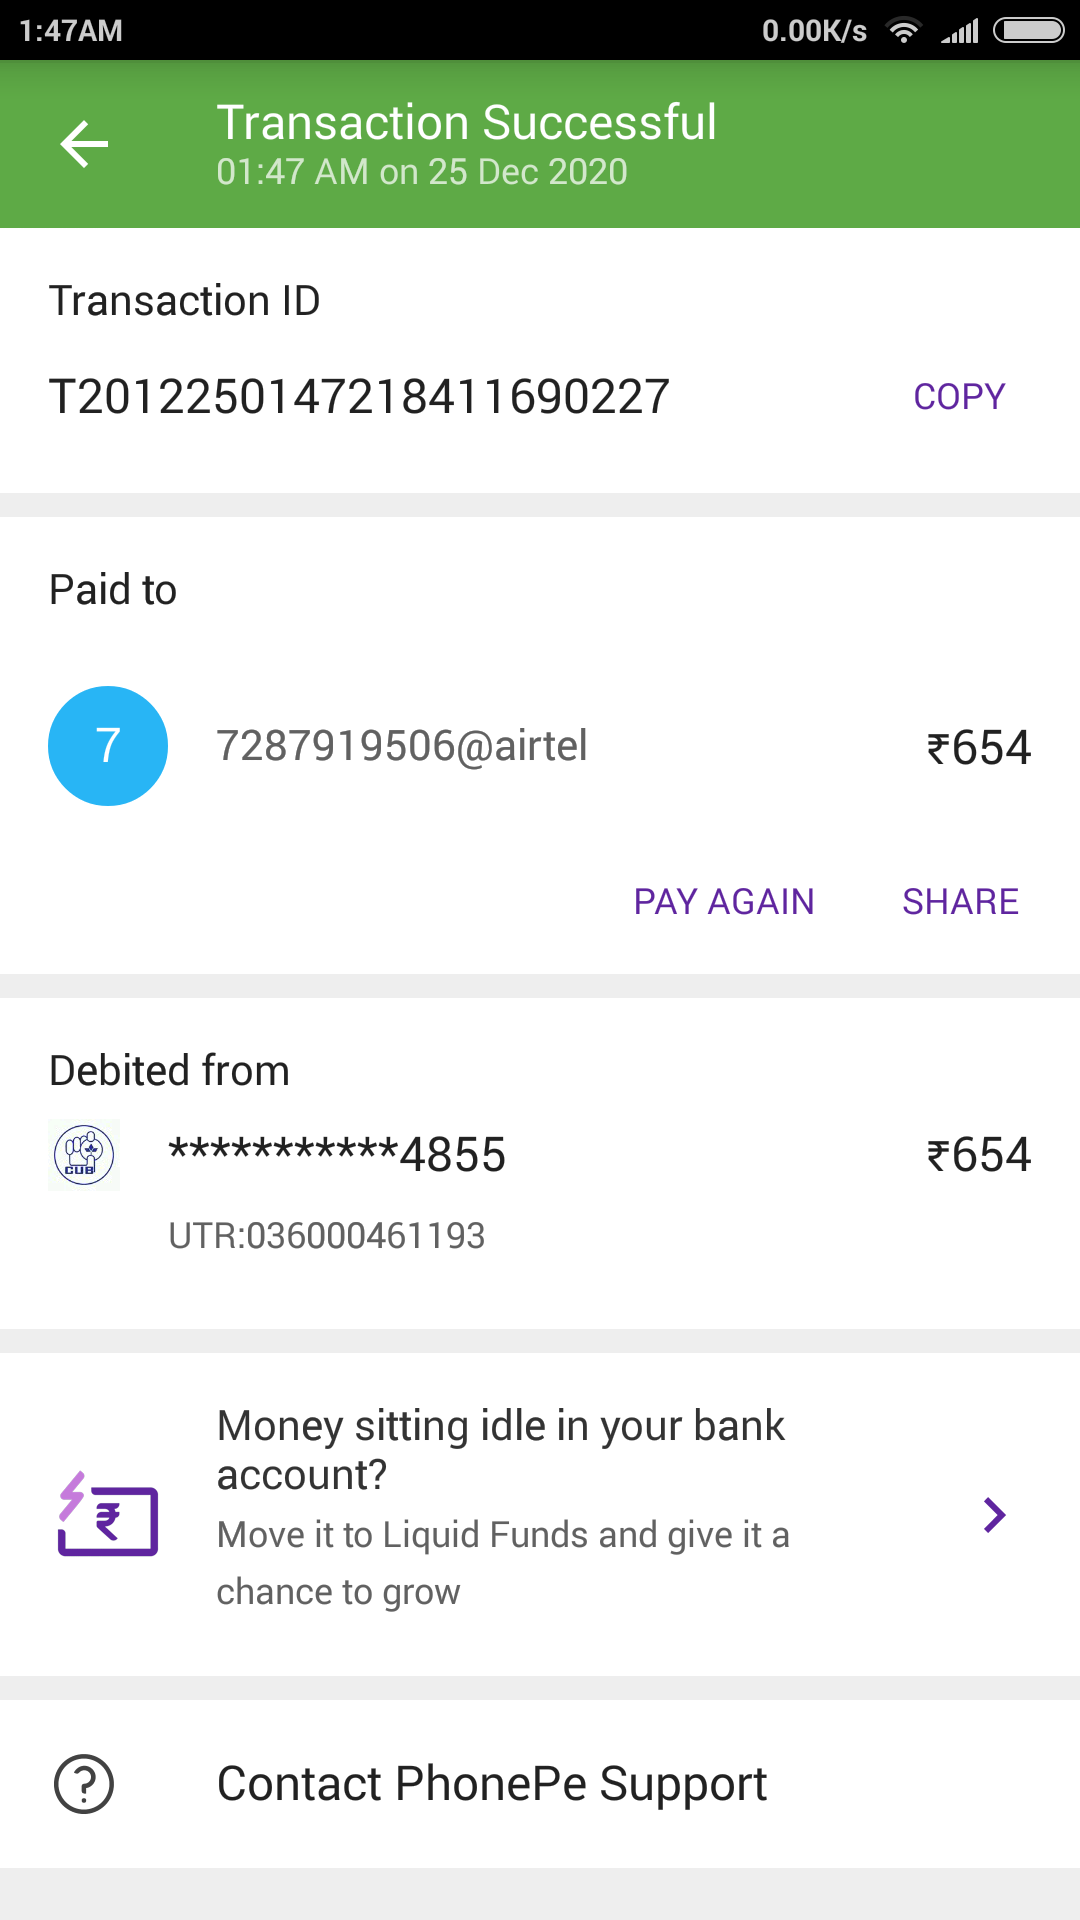 1:47AM 0.00K/s
Transaction Successful
01:47 AM on 25 Dec 2020
Transaction ID
T2012250147218411690227 COPY
Paid to
7 7287919506@airtel ₹654
PAY AGAIN SHARE
Debited from
CUB ***********4855 ₹654
UTR:036000461193
Money sitting idle in your bank
account?
₹
Move it to Liquid Funds and give it a
chance to grow
? Contact PhonePe Support